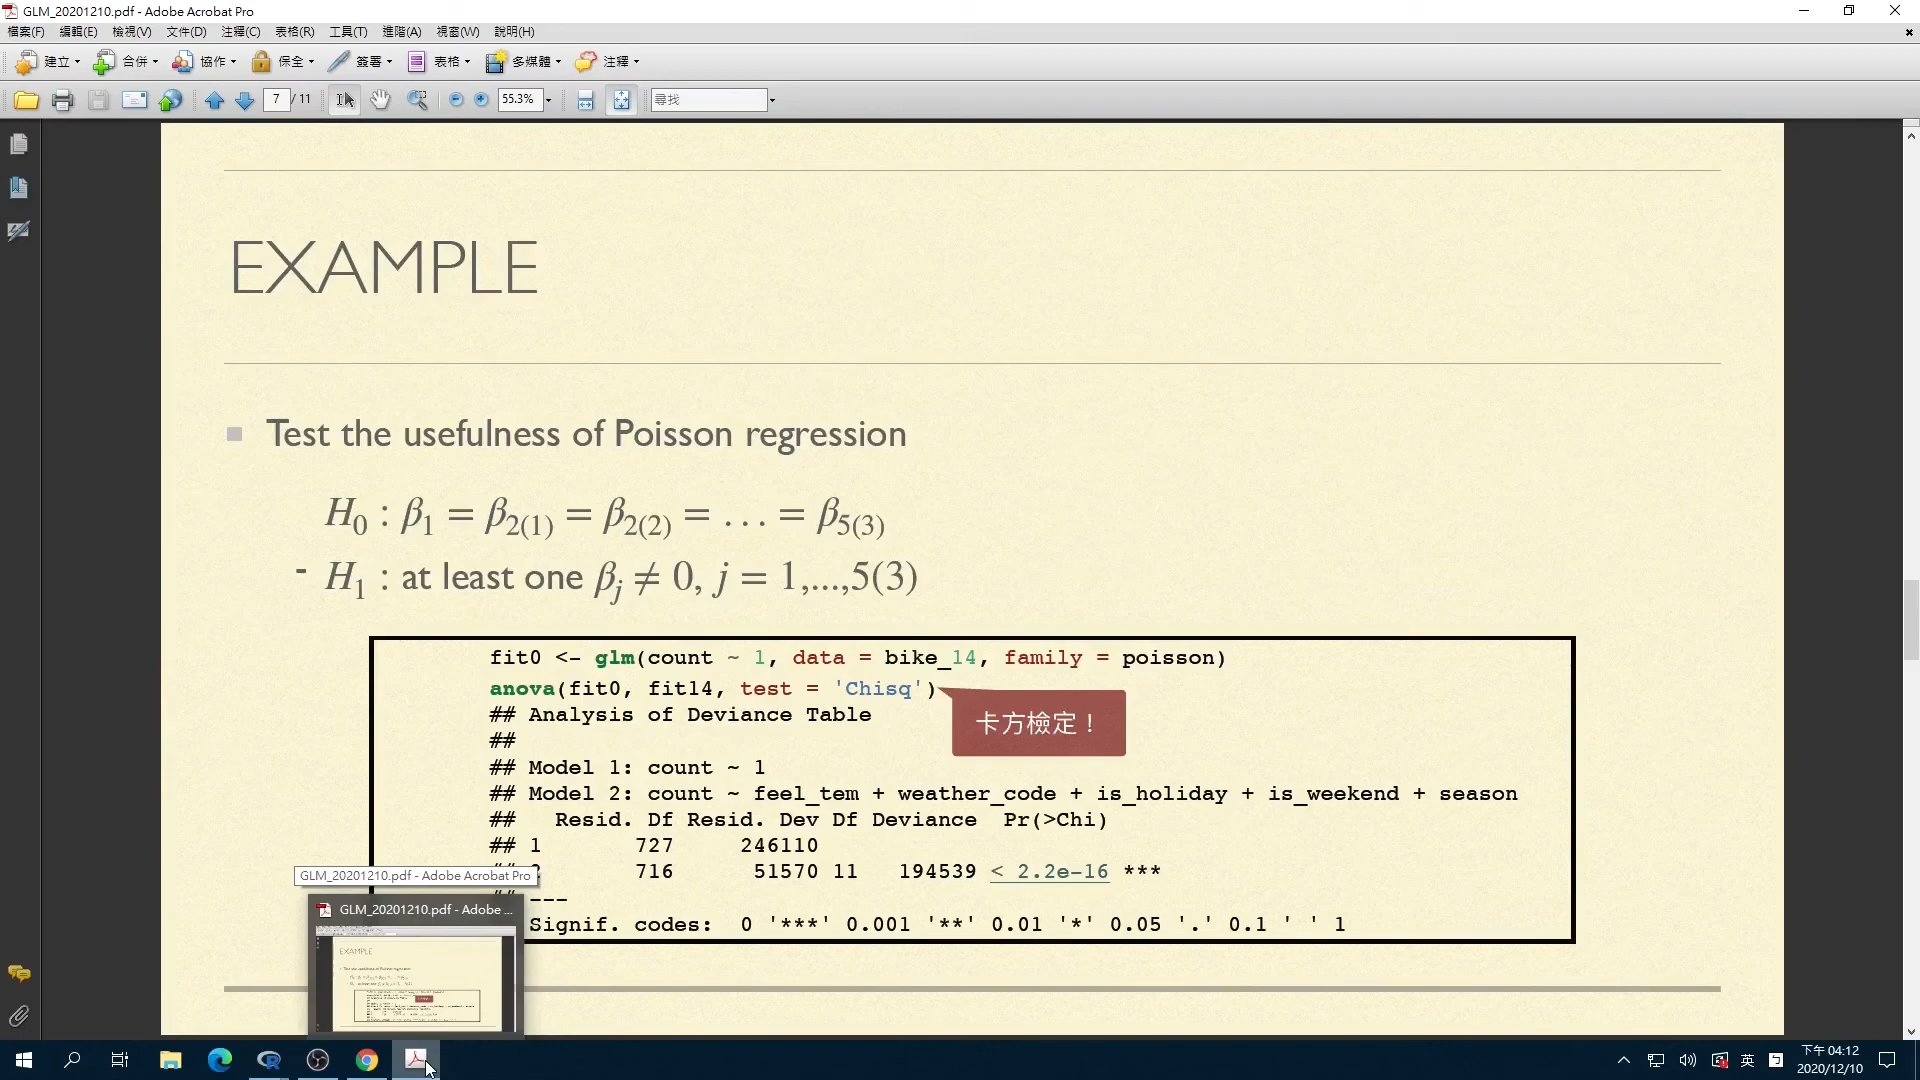 GLM_20201210.pdf - Adobe Acrobat Pro
檔案(F) 編輯(E) 檢視(V) 文件(D) 注釋(C) 表格(R) 工具(T) 進階(A) 視窗(W) 說明(H)
建立 合併 協作 保全 簽署 表格 多媒體 注釋
7 / 11 55.3% 尋找
EXAMPLE
Test the usefulness of Poisson regression
H₀ : β₁ = β₂₍₁₎ = β₂₍₂₎ = . . . = β₅₍₃₎
- H₁ : at least one βⱼ ≠ 0, j = 1,...,5(3)
fit0 <- glm(count ~ 1, data = bike_14, family = poisson)
anova(fit0, fit14, test = 'Chisq')
卡方檢定！
## Analysis of Deviance Table
##
## Model 1: count ~ 1
## Model 2: count ~ feel_tem + weather_code + is_holiday + is_weekend + season
##   Resid. Df Resid. Dev Df Deviance  Pr(>Chi)
## 1       727     246110
716      51570 11   194539 < 2.2e-16 ***
---
Signif. codes:  0 '***' 0.001 '**' 0.01 '*' 0.05 '.' 0.1 ' ' 1
GLM_20201210.pdf - Adobe Acrobat Pro
GLM_20201210.pdf - Adobe ...
EXAMPLE
英
下午 04:12
2020/12/10